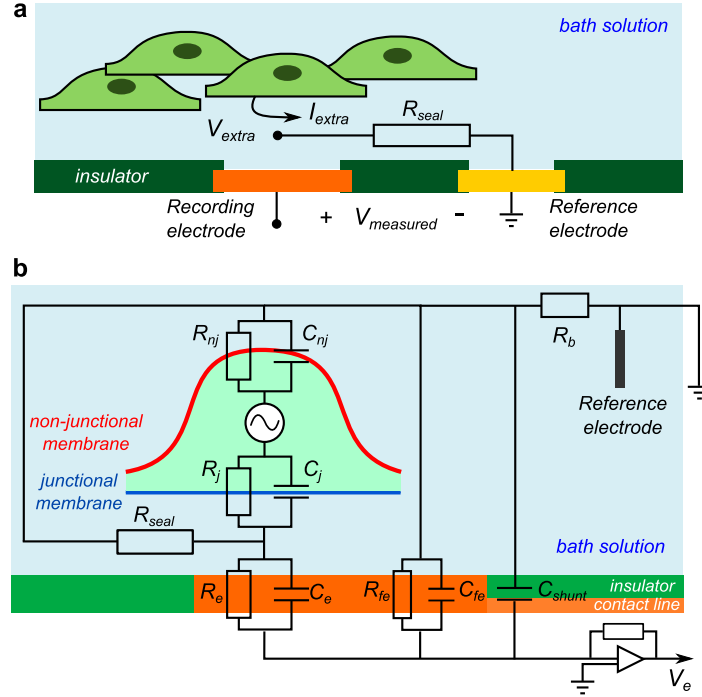 a
bath solution
I_extra
R_seal
V_extra
insulator
Recording
electrode
+ V_measured -
Reference
electrode
b
R_nj
C_nj
R_b
Reference
electrode
non-junctional
membrane
R_j
C_j
junctional
membrane
R_seal
bath solution
R_e
C_e
R_fe
C_fe
C_shunt
insulator
contact line
V_e